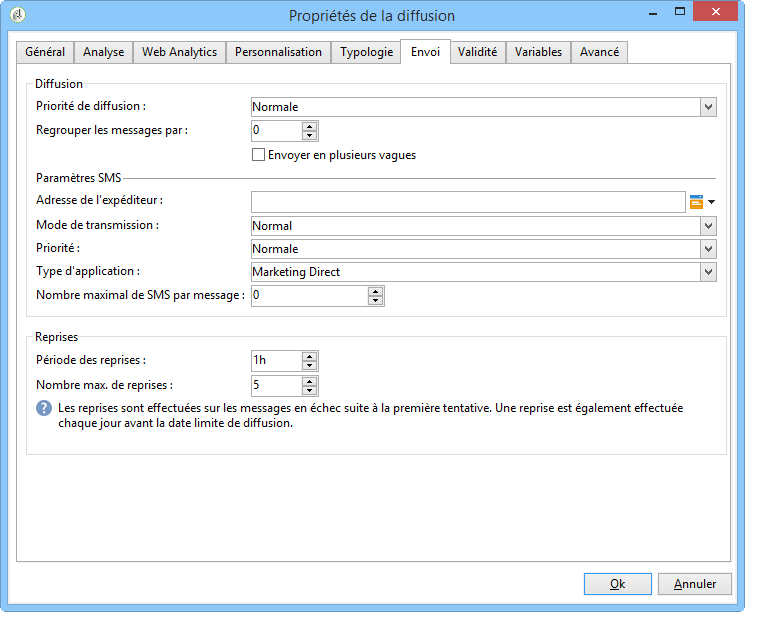 Propriétés de la diffusion
Général Analyse Web Analytics Personnalisation Typologie Envoi Validité Variables Avancé
Diffusion
Priorité de diffusion : Normale
Regrouper les messages par : 0
Envoyer en plusieurs vagues
Paramètres SMS
Adresse de l'expéditeur :
Mode de transmission : Normal
Priorité : Normale
Type d'application : Marketing Direct
Nombre maximal de SMS par message : 0
Reprises
Période des reprises : 1h
Nombre max. de reprises : 5
Les reprises sont effectuées sur les messages en échec suite à la première tentative. Une reprise est également effectuée
chaque jour avant la date limite de diffusion.
Ok Annuler